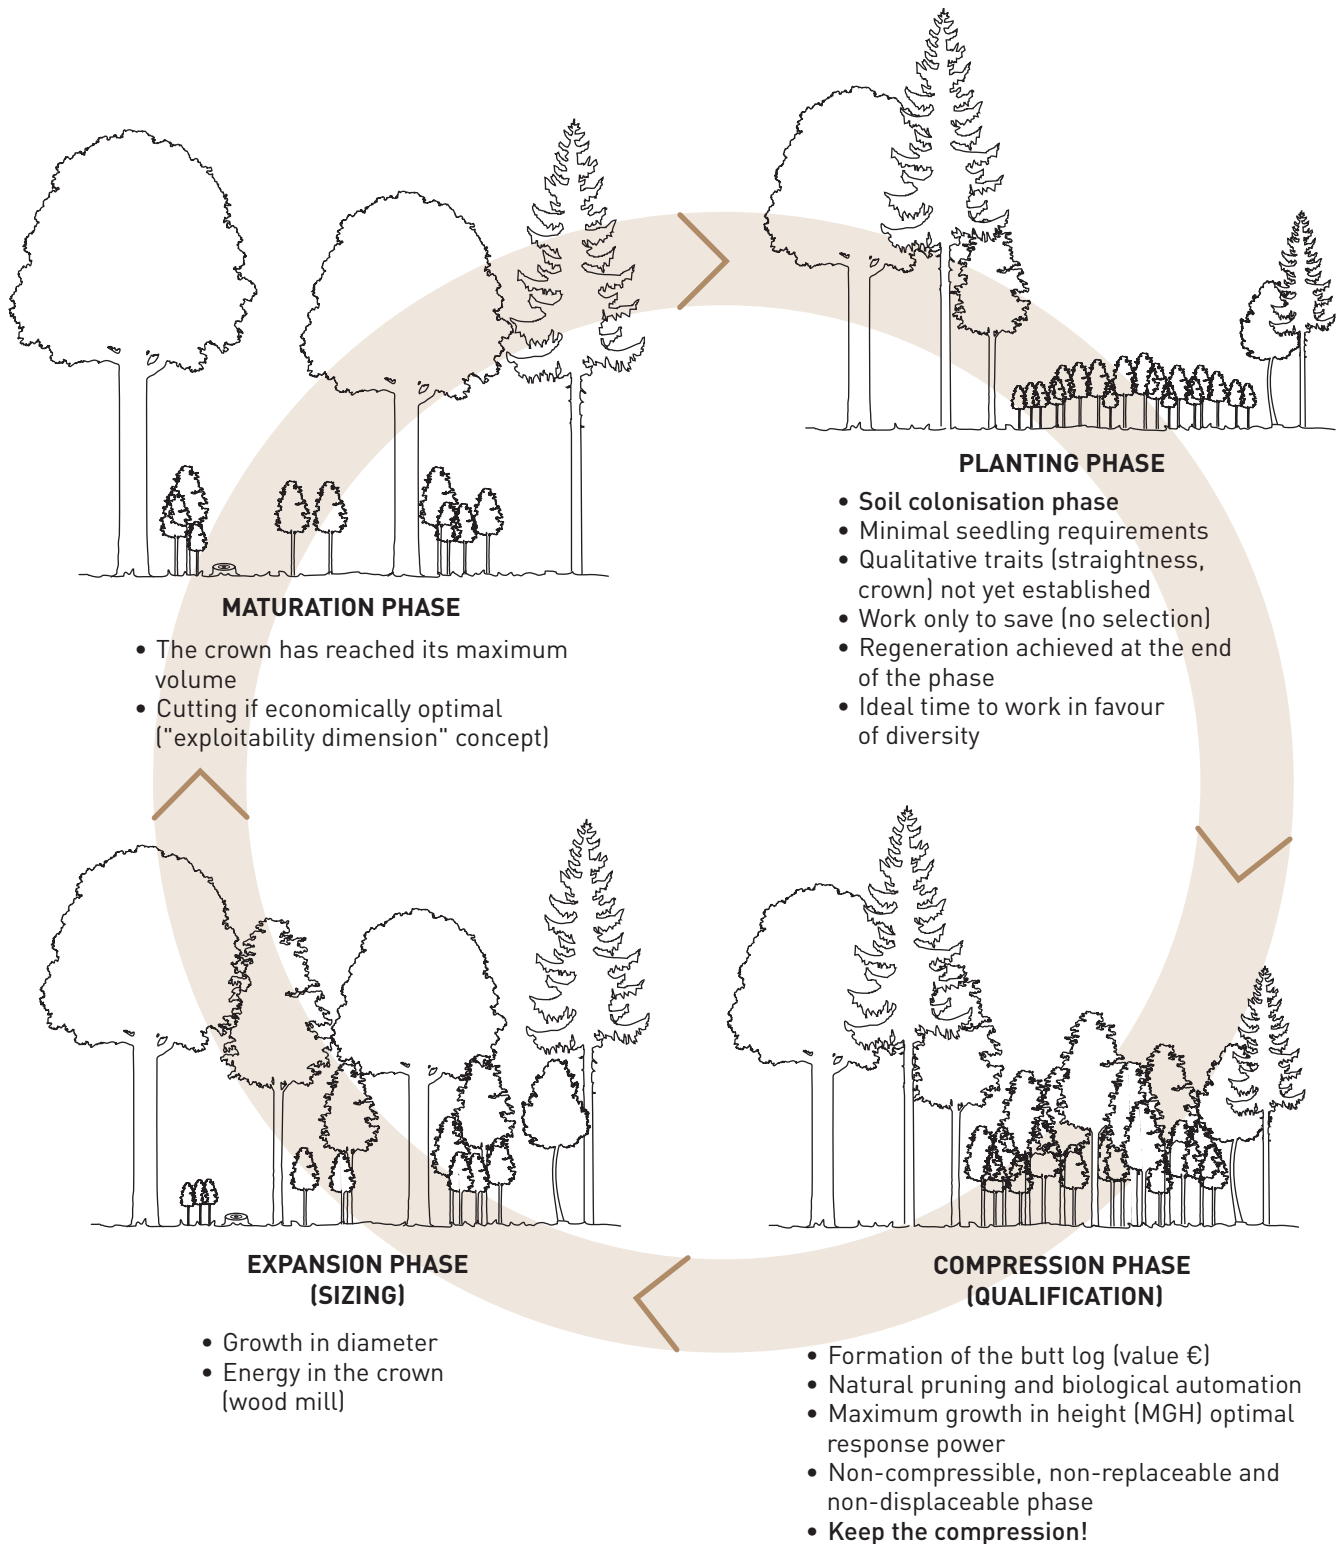 PLANTING PHASE
• Soil colonisation phase
• Minimal seedling requirements
• Qualitative traits (straightness,
crown) not yet established
• Work only to save (no selection)
• Regeneration achieved at the end
of the phase
• Ideal time to work in favour
of diversity
MATURATION PHASE
• The crown has reached its maximum
volume
• Cutting if economically optimal
("exploitability dimension" concept)
EXPANSION PHASE
(SIZING)
• Growth in diameter
• Energy in the crown
(wood mill)
COMPRESSION PHASE
(QUALIFICATION)
• Formation of the butt log (value €)
• Natural pruning and biological automation
• Maximum growth in height (MGH) optimal
response power
• Non-compressible, non-replaceable and
non-displaceable phase
• Keep the compression!